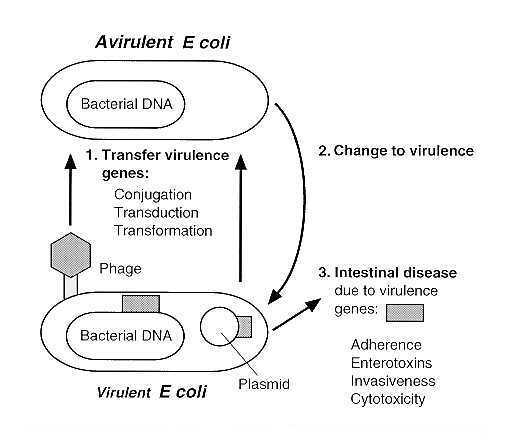 Avirulent E coli
Bacterial DNA
1. Transfer virulence
genes:
Conjugation
Transduction
Transformation
2. Change to virulence
Phage
3. Intestinal disease
due to virulence
genes:
Adherence
Enterotoxins
Invasiveness
Cytotoxicity
Bacterial DNA
Plasmid
Virulent E coli